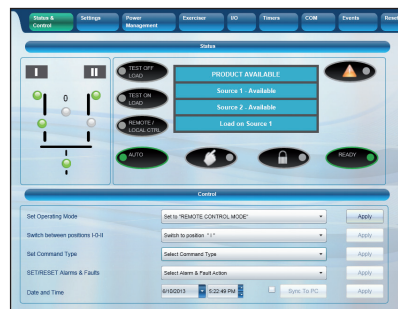 Status & Control
Settings
Power Management
Exerciser
I/O
Timers
COM
Events
Status
I
II
0
TEST OFF LOAD
TEST ON LOAD
REMOTE / LOCAL CTRL
AUTO
PRODUCT AVAILABLE
Source 1 - Available
Source 2 - Available
Load on Source 1
READY
Control
Set Operating Mode
Set to "REMOTE CONTROL MODE"
Apply
Switch between positions I-0-II
Switch to position "I"
Apply
Set Command Type
Select Command Type
Apply
SET/RESET Alarms & Faults
Select Alarm & Fault Action
Apply
Date and Time
6/10/2013
5:22:49 PM
Sync To PC
Apply